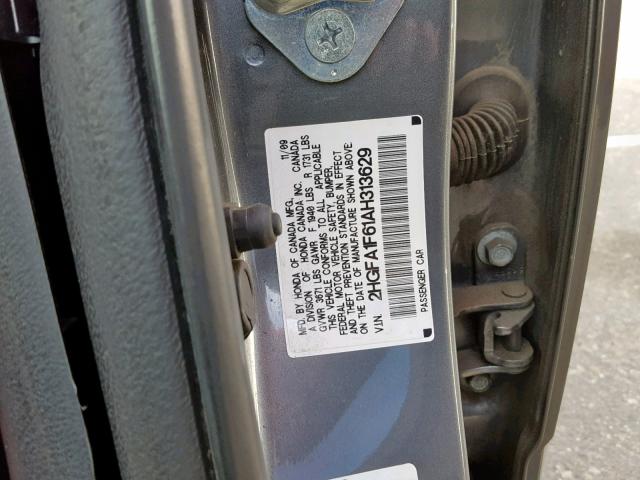 MFD. BY HONDA OF CANADA MFG. 11/09
A DIVISION OF HONDA CANADA INC. CANADA
GVWR 3671 LBS GAWR F 1940 LBS R 1731 LBS
THIS VEHICLE CONFORMS TO ALL APPLICABLE
FEDERAL MOTOR VEHICLE SAFETY, BUMPER,
AND THEFT PREVENTION STANDARDS IN EFFECT
ON THE DATE OF MANUFACTURE SHOWN ABOVE.
V.I.N. 2HGFA1F61AH313629
PASSENGER CAR